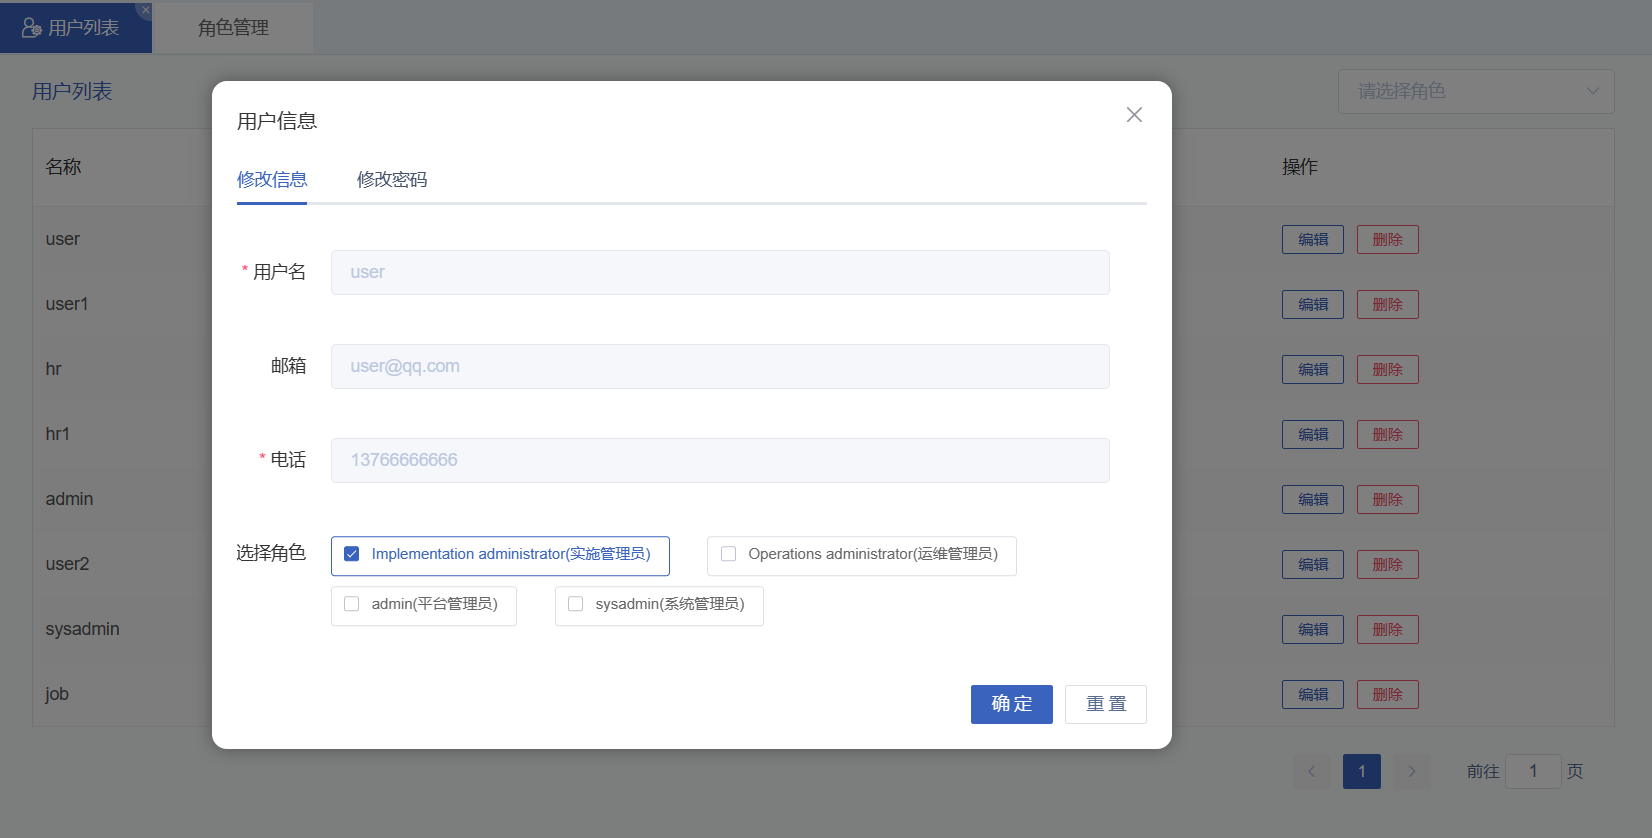 用户列表
角色管理
用户列表
请选择角色
名称
操作
user
编辑 删除
user1
编辑 删除
hr
编辑 删除
hr1
编辑 删除
admin
编辑 删除
user2
编辑 删除
sysadmin
编辑 删除
job
编辑 删除
1
前往 1 页
用户信息
修改信息 修改密码
* 用户名 user
邮箱 user@qq.com
* 电话 13766666666
选择角色 Implementation administrator(实施管理员) Operations administrator(运维管理员)
admin(平台管理员) sysadmin(系统管理员)
确定 重置